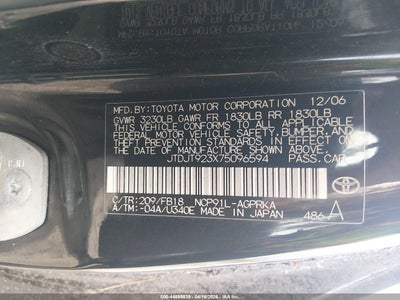 MFD. BY: TOYOTA MOTOR CORPORATION 12/06
GVWR 3230LB GAWR FR 1830LB RR 1830LB
THIS VEHICLE CONFORMS TO ALL APPLICABLE
FEDERAL MOTOR VEHICLE SAFETY, BUMPER, AND
THEFT PREVENTION STANDARDS IN EFFECT ON
THE DATE OF MANUFACTURE SHOWN ABOVE.
JTDJT923X75096594 PASS. CAR
C/TR: 209/FB18 NCP91L-AGPRKA
A/TM: -04A/U340E MADE IN JAPAN 486 A
TOYOTA